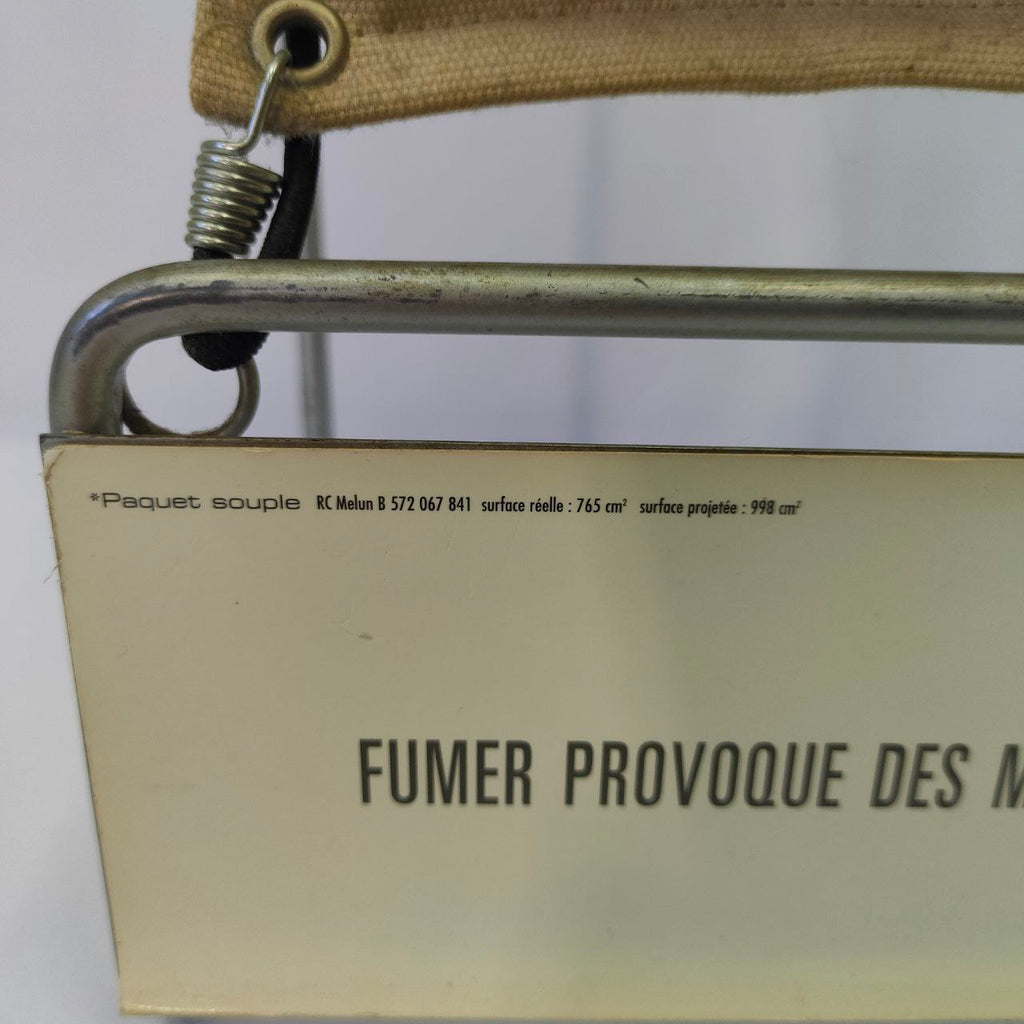 *Paquet souple RC Melun B 572 067 841 surface réelle : 765 cm² surface projetée : 998 cm²
FUMER PROVOQUE DES M